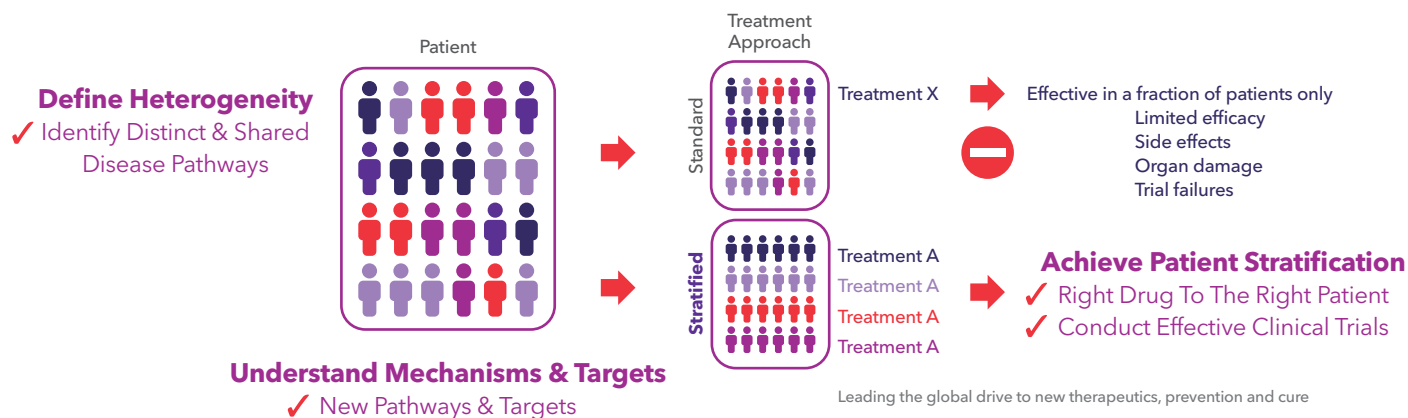 Define Heterogeneity
✓ Identify Distinct & Shared
Disease Pathways
Patient
Understand Mechanisms & Targets
✓ New Pathways & Targets
Treatment
Approach
Standard
Treatment X
Effective in a fraction of patients only
Limited efficacy
Side effects
Organ damage
Trial failures
Stratified
Treatment A
Treatment A
Treatment A
Treatment A
Achieve Patient Stratification
✓ Right Drug To The Right Patient
✓ Conduct Effective Clinical Trials
Leading the global drive to new therapeutics, prevention and cure